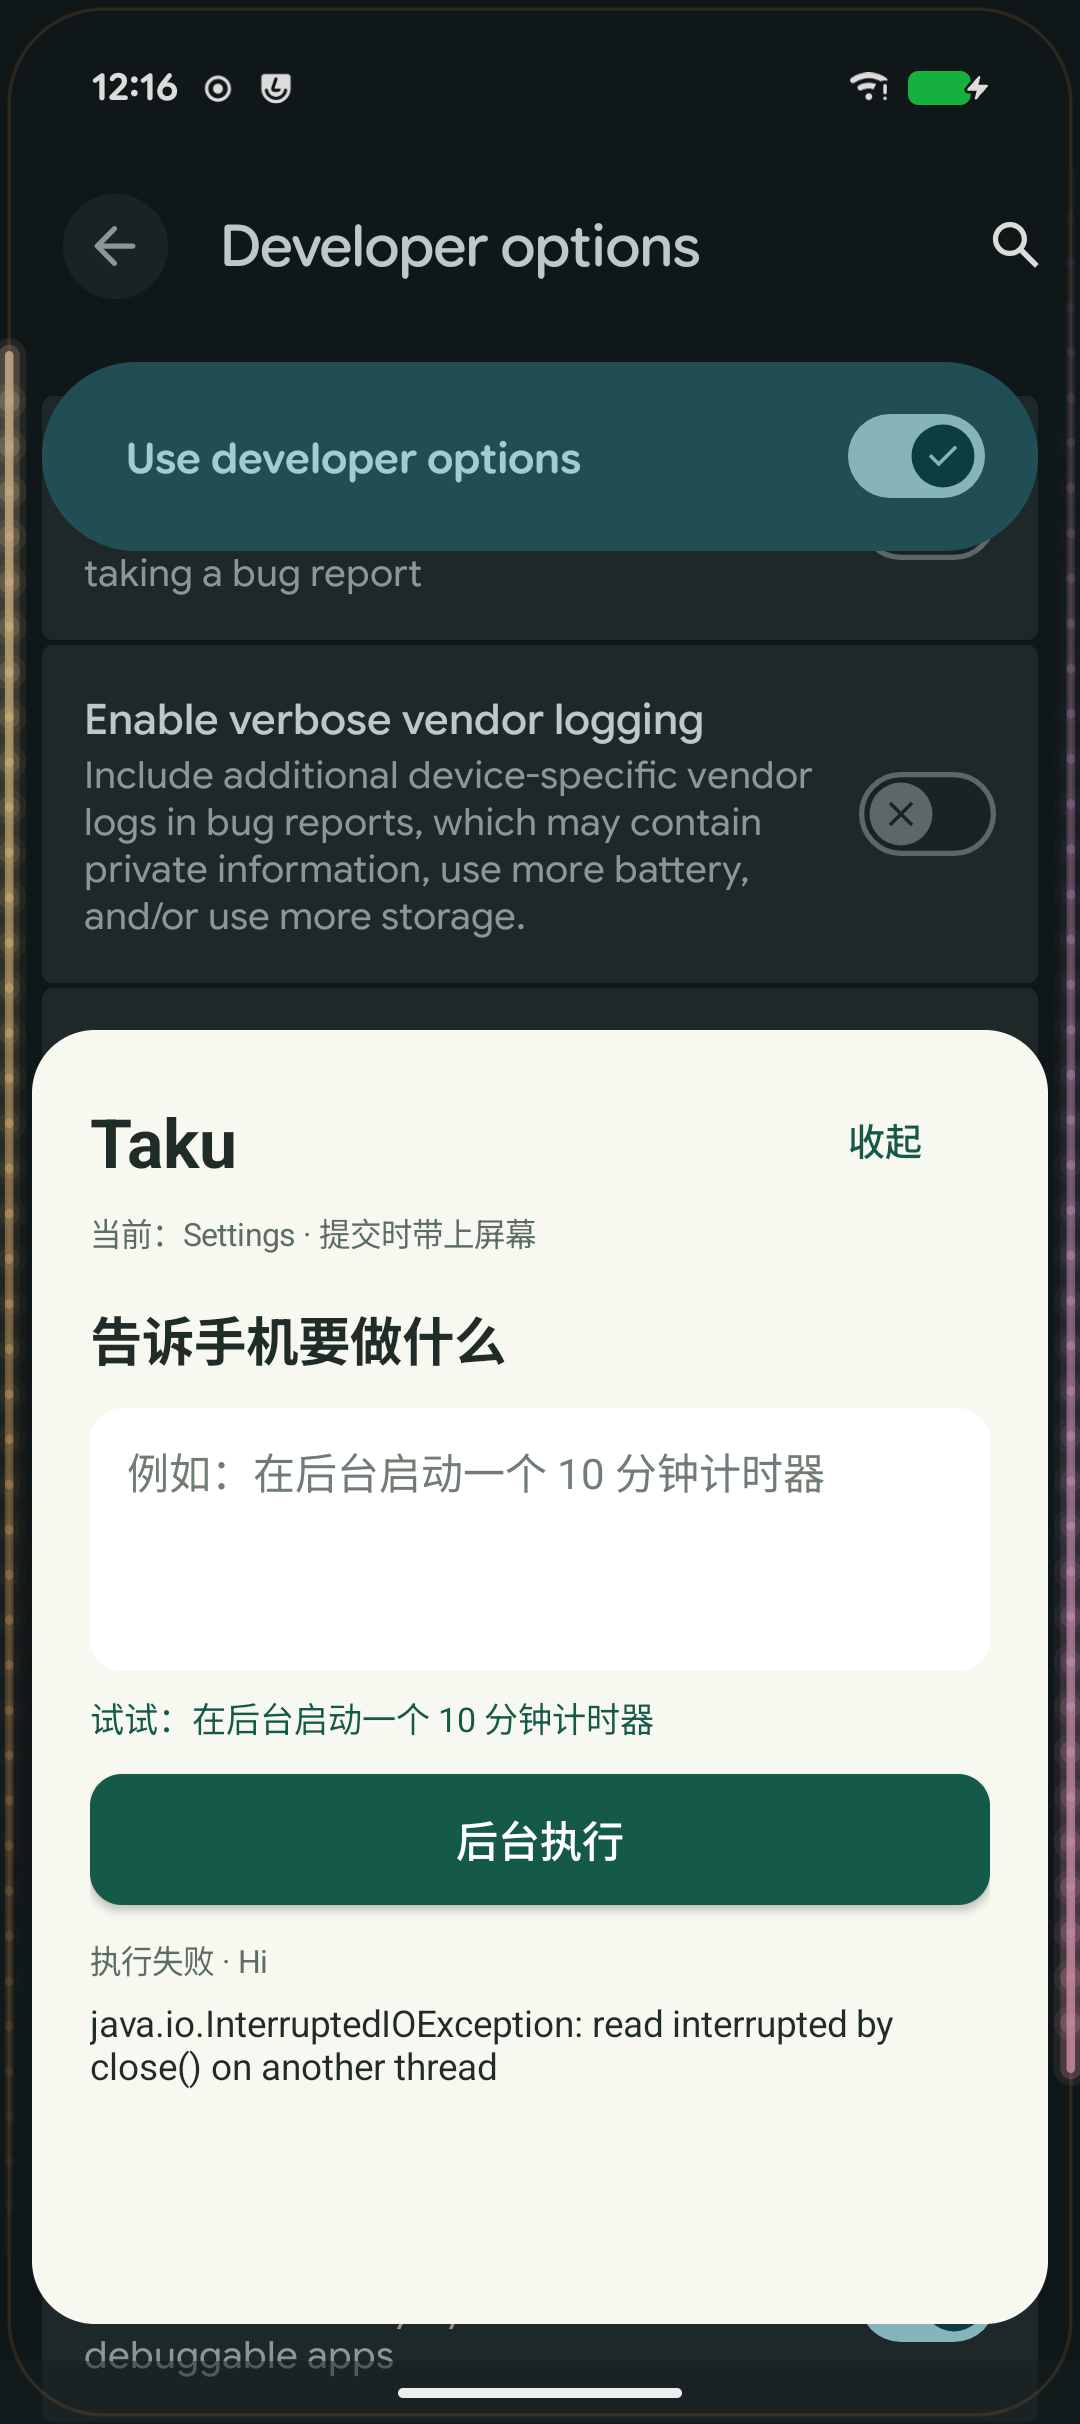 12:16
Developer options
Use developer options
taking a bug report
Enable verbose vendor logging
Include additional device-specific vendor
logs in bug reports, which may contain
private information, use more battery,
and/or use more storage.
Taku
收起
当前：Settings · 提交时带上屏幕
告诉手机要做什么
例如：在后台启动一个 10 分钟计时器
试试：在后台启动一个 10 分钟计时器
后台执行
执行失败 · Hi
java.io.InterruptedIOException: read interrupted by
close() on another thread
debuggable apps